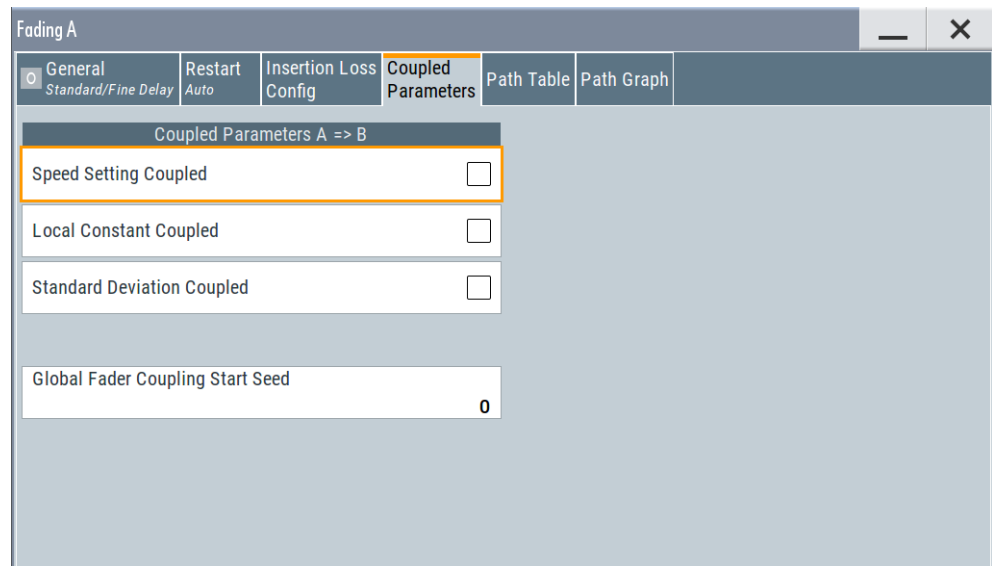 Fading A
General
Standard/Fine Delay
Restart
Auto
Insertion Loss
Config
Coupled
Parameters
Path Table
Path Graph
Coupled Parameters A => B
Speed Setting Coupled
Local Constant Coupled
Standard Deviation Coupled
Global Fader Coupling Start Seed
0